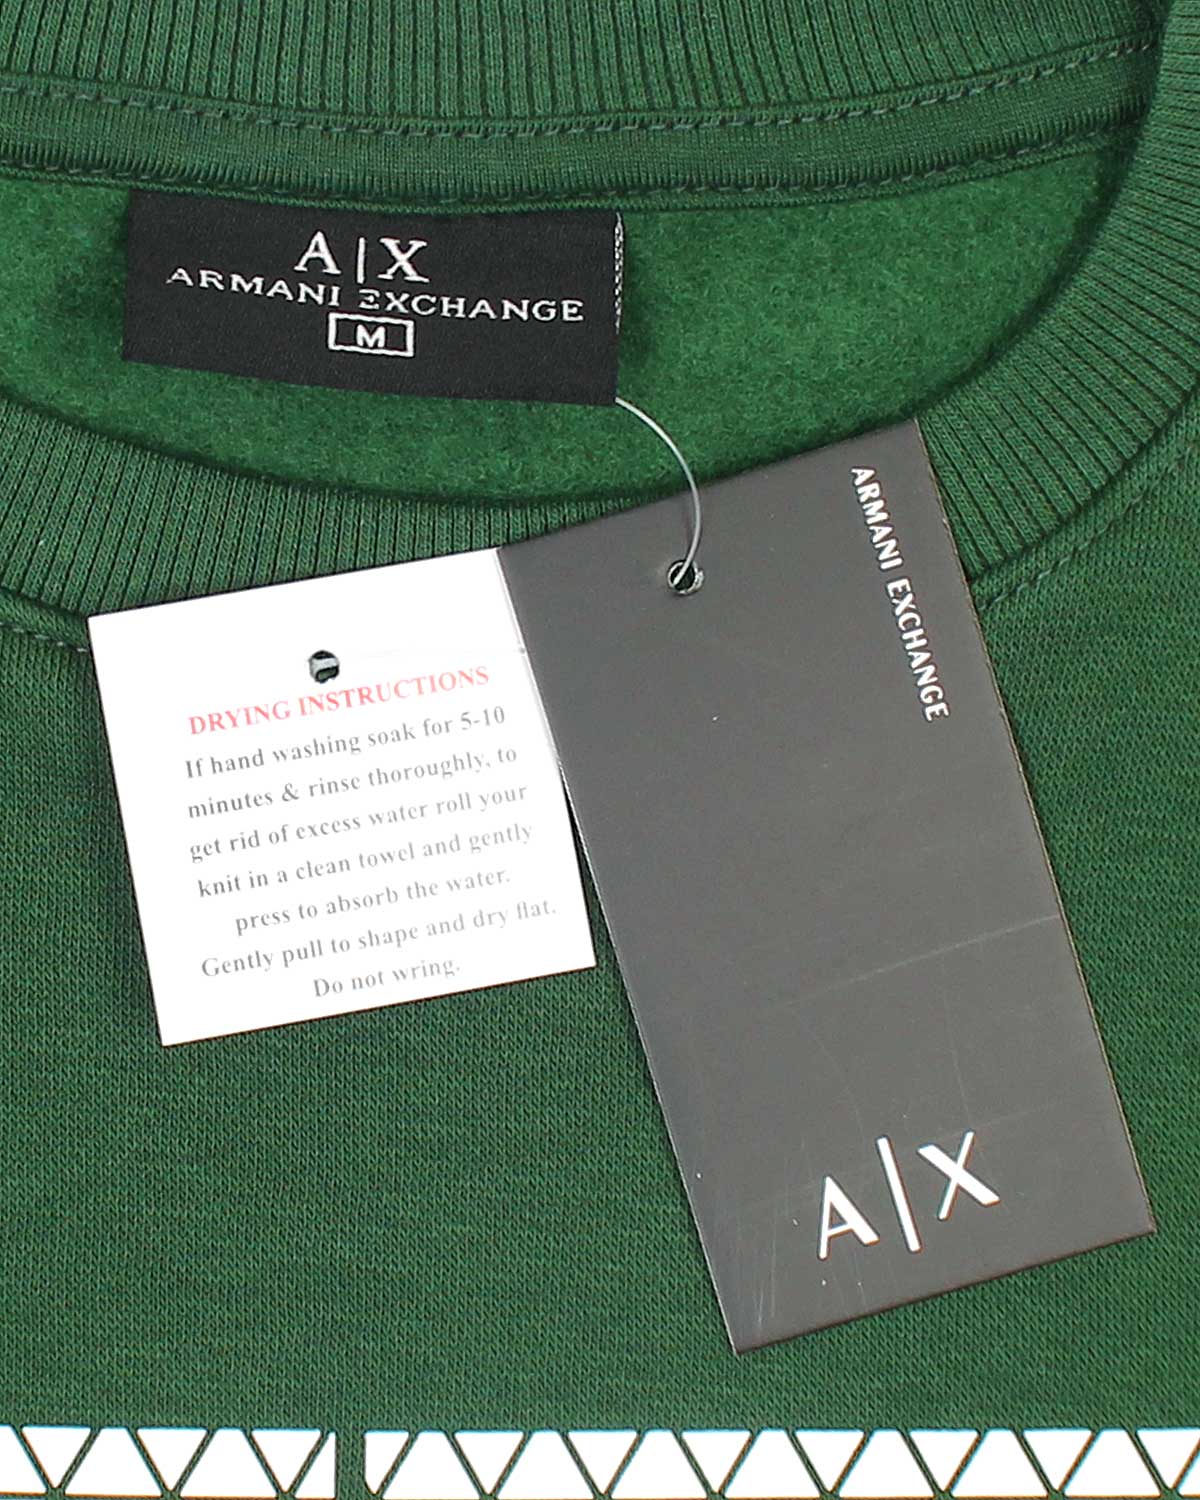 A|X
ARMANI EXCHANGE
M
ARMANI EXCHANGE
DRYING INSTRUCTIONS
If hand washing soak for 5-10
minutes & rinse thoroughly, to
get rid of excess water roll your
knit in a clean towel and gently
press to absorb the water.
Gently pull to shape and dry flat.
Do not wring.
A|X